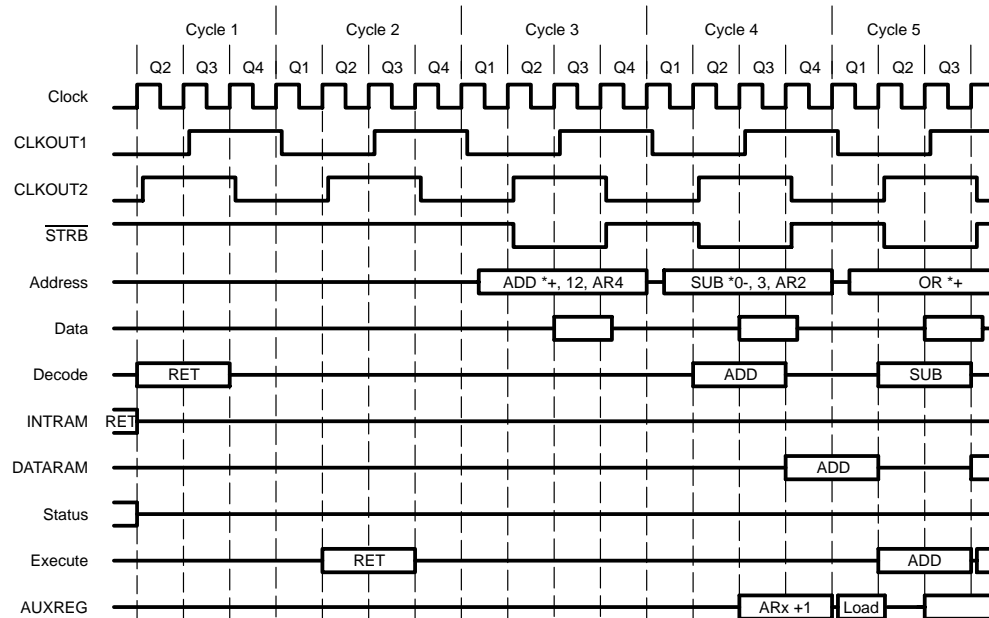 Cycle 1 Cycle 2 Cycle 3 Cycle 4 Cycle 5
Q2 Q3 Q4 Q1 Q2 Q3 Q4 Q1 Q2 Q3 Q4 Q1 Q2 Q3 Q4 Q1 Q2 Q3
Clock
CLKOUT1
CLKOUT2
STRB
Address ADD *+, 12, AR4 SUB *0-, 3, AR2 OR *+
Data
Decode RET ADD SUB
INTRAM RET
DATARAM ADD
Status
Execute RET ADD
AUXREG ARx +1 Load